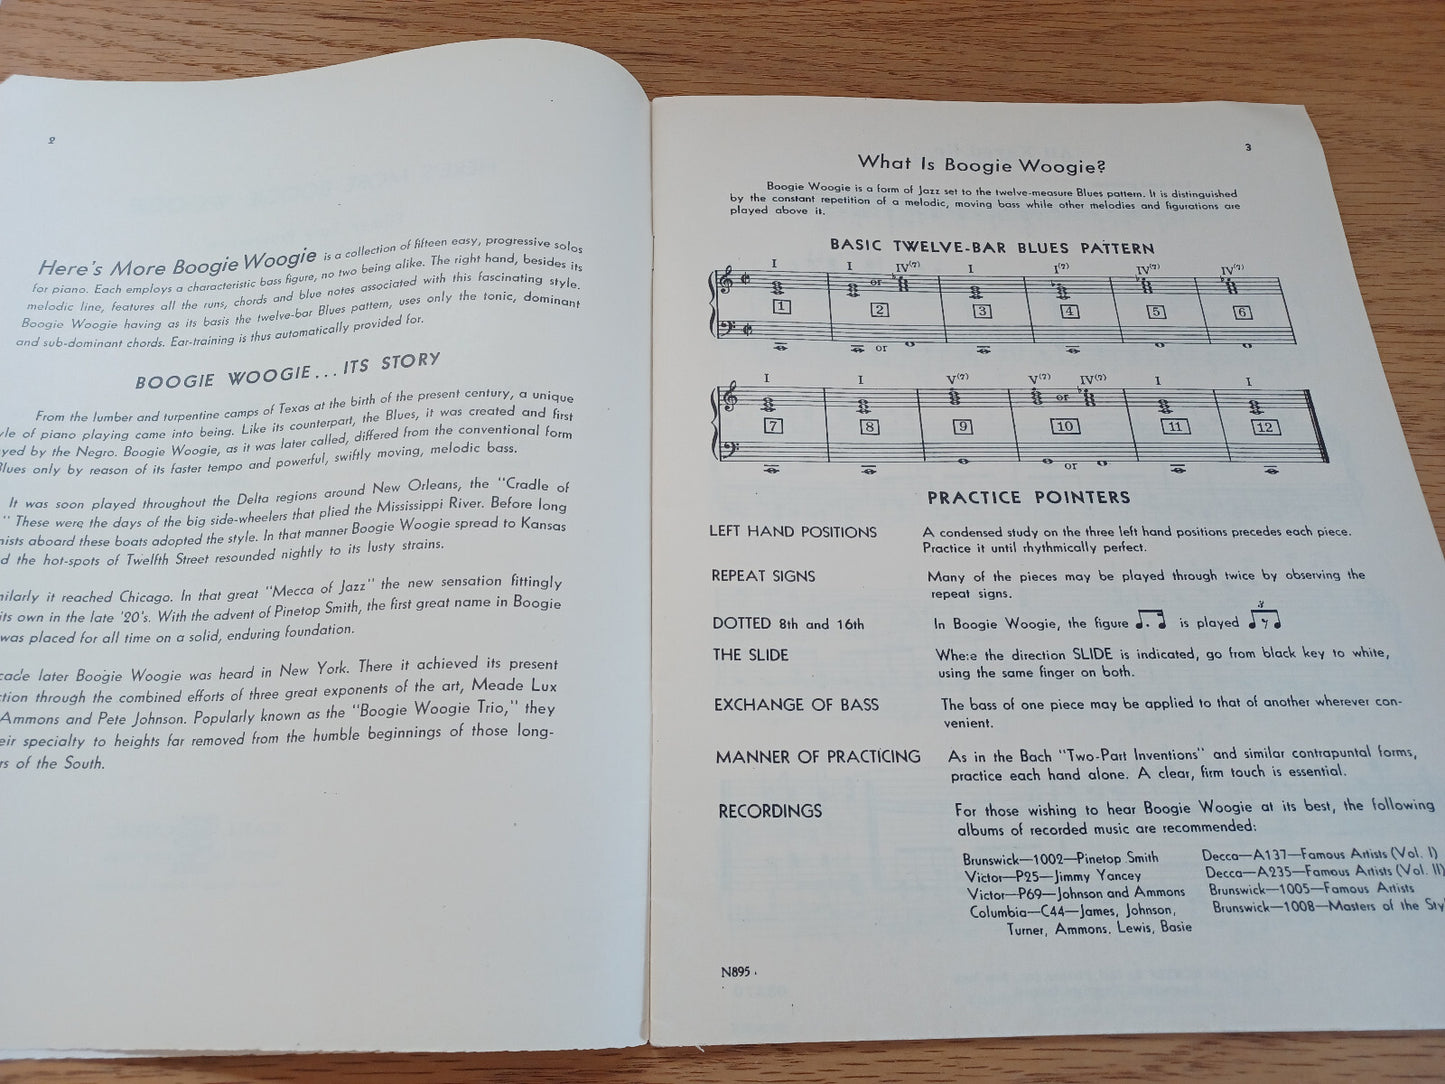 2
Here's More Boogie Woogie is a collection of fifteen easy, progressive solos
for piano. Each employs a characteristic bass figure, no two being alike. The right hand, besides its
melodic line, features all the runs, chords and blue notes associated with this fascinating style.
Boogie Woogie having as its basis the twelve-bar Blues pattern, uses only the tonic, dominant
and sub-dominant chords. Ear-training is thus automatically provided for.
BOOGIE WOOGIE... ITS STORY
From the lumber and turpentine camps of Texas at the birth of the present century, a unique
yle of piano playing came into being. Like its counterpart, the Blues, it was created and first
yed by the Negro. Boogie Woogie, as it was later called, differed from the conventional form
Blues only by reason of its faster tempo and powerful, swiftly moving, melodic bass.
It was soon played throughout the Delta regions around New Orleans, the "Cradle of
." These were the days of the big side-wheelers that plied the Mississippi River. Before long
nists aboard these boats adopted the style. In that manner Boogie Woogie spread to Kansas
d the hot-spots of Twelfth Street resounded nightly to its lusty strains.
milarly it reached Chicago. In that great "Mecca of Jazz" the new sensation fittingly
its own in the late '20's. With the advent of Pinetop Smith, the first great name in Boogie
was placed for all time on a solid, enduring foundation.
cade later Boogie Woogie was heard in New York. There it achieved its present
ction through the combined efforts of three great exponents of the art, Meade Lux
Ammons and Pete Johnson. Popularly known as the "Boogie Woogie Trio," they
eir specialty to heights far removed from the humble beginnings of those long-
rs of the South.
3
What Is Boogie Woogie?
Boogie Woogie is a form of Jazz set to the twelve-measure Blues pattern. It is distinguished
by the constant repetition of a melodic, moving bass while other melodies and figurations are
played above it.
BASIC TWELVE-BAR BLUES PATTERN
I I IV(7) I I(7) IV(7) IV(7)
or
1 2 3 4 5 6
or
I I V(7) V(7) IV(7) I I
or
7 8 9 10 11 12
or
PRACTICE POINTERS
LEFT HAND POSITIONS A condensed study on the three left hand positions precedes each piece.
Practice it until rhythmically perfect.
REPEAT SIGNS Many of the pieces may be played through twice by observing the
repeat signs.
DOTTED 8th and 16th In Boogie Woogie, the figure is played 3
THE SLIDE Where the direction SLIDE is indicated, go from black key to white,
using the same finger on both.
EXCHANGE OF BASS The bass of one piece may be applied to that of another wherever con-
venient.
MANNER OF PRACTICING As in the Bach "Two-Part Inventions" and similar contrapuntal forms,
practice each hand alone. A clear, firm touch is essential.
RECORDINGS For those wishing to hear Boogie Woogie at its best, the following
albums of recorded music are recommended:
Brunswick—1002—Pinetop Smith Decca—A137—Famous Artists (Vol. I)
Victor—P25—Jimmy Yancey Decca—A235—Famous Artists (Vol. II)
Victor—P69—Johnson and Ammons Brunswick—1005—Famous Artists
Columbia—C44—James, Johnson, Brunswick—1008—Masters of the Sty
Turner, Ammons, Lewis, Basie
N895